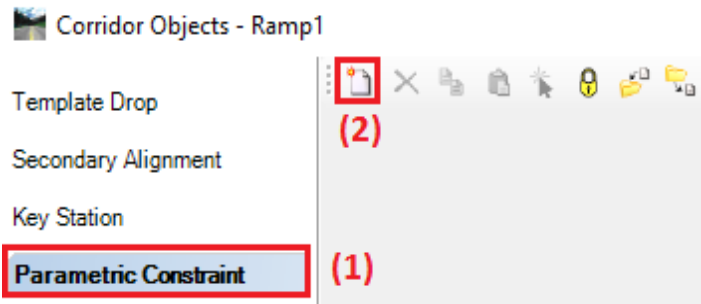 Corridor Objects - Ramp1
Template Drop
(2)
Secondary Alignment
Key Station
Parametric Constraint
(1)